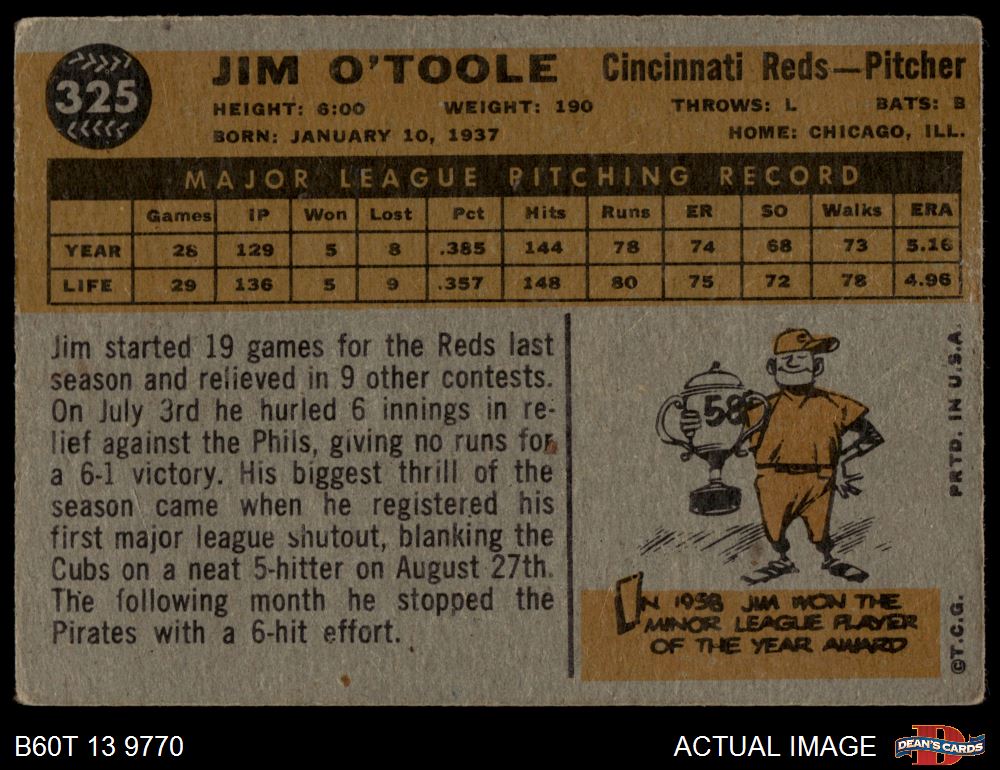 325
JIM O'TOOLE Cincinnati Reds—Pitcher
HEIGHT: 6:00 WEIGHT: 190 THROWS: L BATS: B
BORN: JANUARY 10, 1937 HOME: CHICAGO, ILL.
MAJOR LEAGUE PITCHING RECORD
Games IP Won Lost Pct Hits Runs ER SO Walks ERA
YEAR 28 129 5 8 .385 144 78 74 68 73 5.16
LIFE 29 136 5 9 .357 148 80 75 72 78 4.96
Jim started 19 games for the Reds last
season and relieved in 9 other contests.
On July 3rd he hurled 6 innings in re-
lief against the Phils, giving no runs for
a 6-1 victory. His biggest thrill of the
season came when he registered his
first major league shutout, blanking the
Cubs on a neat 5-hitter on August 27th.
The following month he stopped the
Pirates with a 6-hit effort.
C
58
IN 1958 JIM WON THE
MINOR LEAGUE PLAYER
OF THE YEAR AWARD
©T.C.G. PRTD. IN U.S.A.
B60T 13 9770
ACTUAL IMAGE
D
DEAN'S CARDS